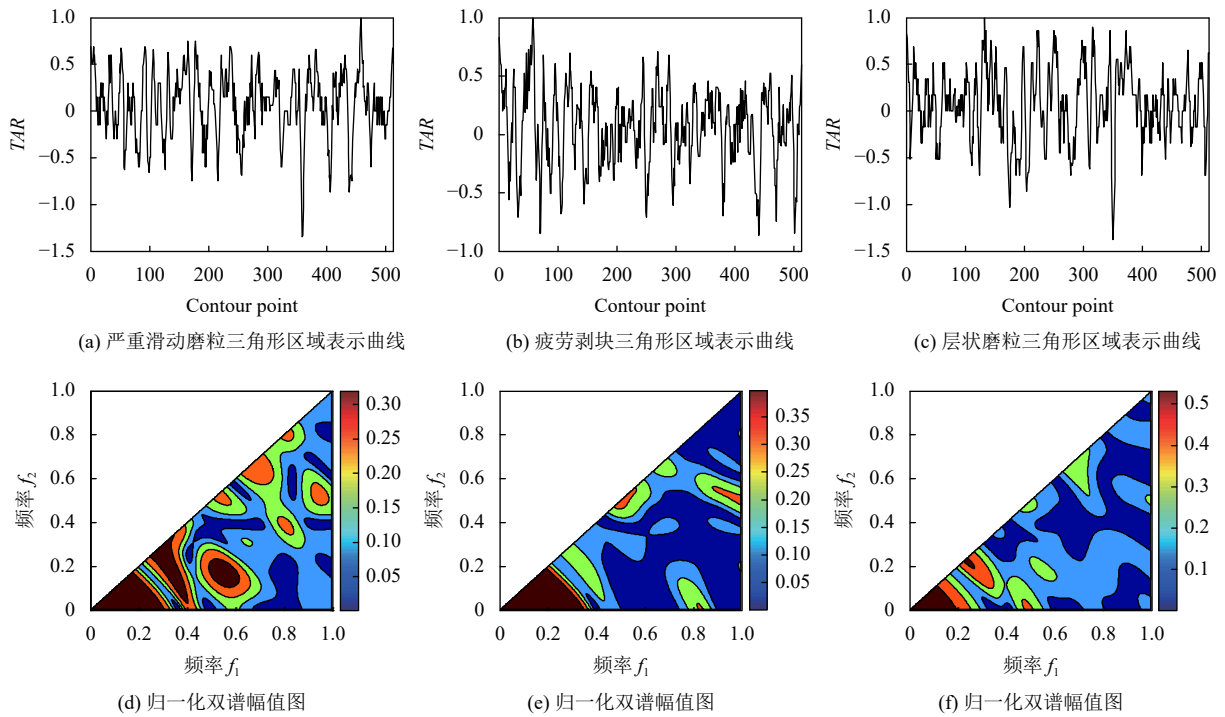 1.0
0.5
0
−0.5
−1.0
−1.5
TAR
0 100 200 300 400 500
Contour point
(a) 严重滑动磨粒三角形区域表示曲线
1.0
0.5
0
−0.5
−1.0
TAR
0 100 200 300 400 500
Contour point
(b) 疲劳剥块三角形区域表示曲线
1.0
0.5
0
−0.5
−1.0
−1.5
TAR
0 100 200 300 400 500
Contour point
(c) 层状磨粒三角形区域表示曲线
1.0
0.8
0.6
0.4
0.2
0
频率 f₂
0 0.2 0.4 0.6 0.8 1.0
频率 f₁
0.30
0.25
0.20
0.15
0.10
0.05
(d) 归一化双谱幅值图
1.0
0.8
0.6
0.4
0.2
0
频率 f₂
0 0.2 0.4 0.6 0.8 1.0
频率 f₁
0.35
0.30
0.25
0.20
0.15
0.10
0.05
(e) 归一化双谱幅值图
1.0
0.8
0.6
0.4
0.2
0
频率 f₂
0 0.2 0.4 0.6 0.8 1.0
频率 f₁
0.5
0.4
0.3
0.2
0.1
(f) 归一化双谱幅值图